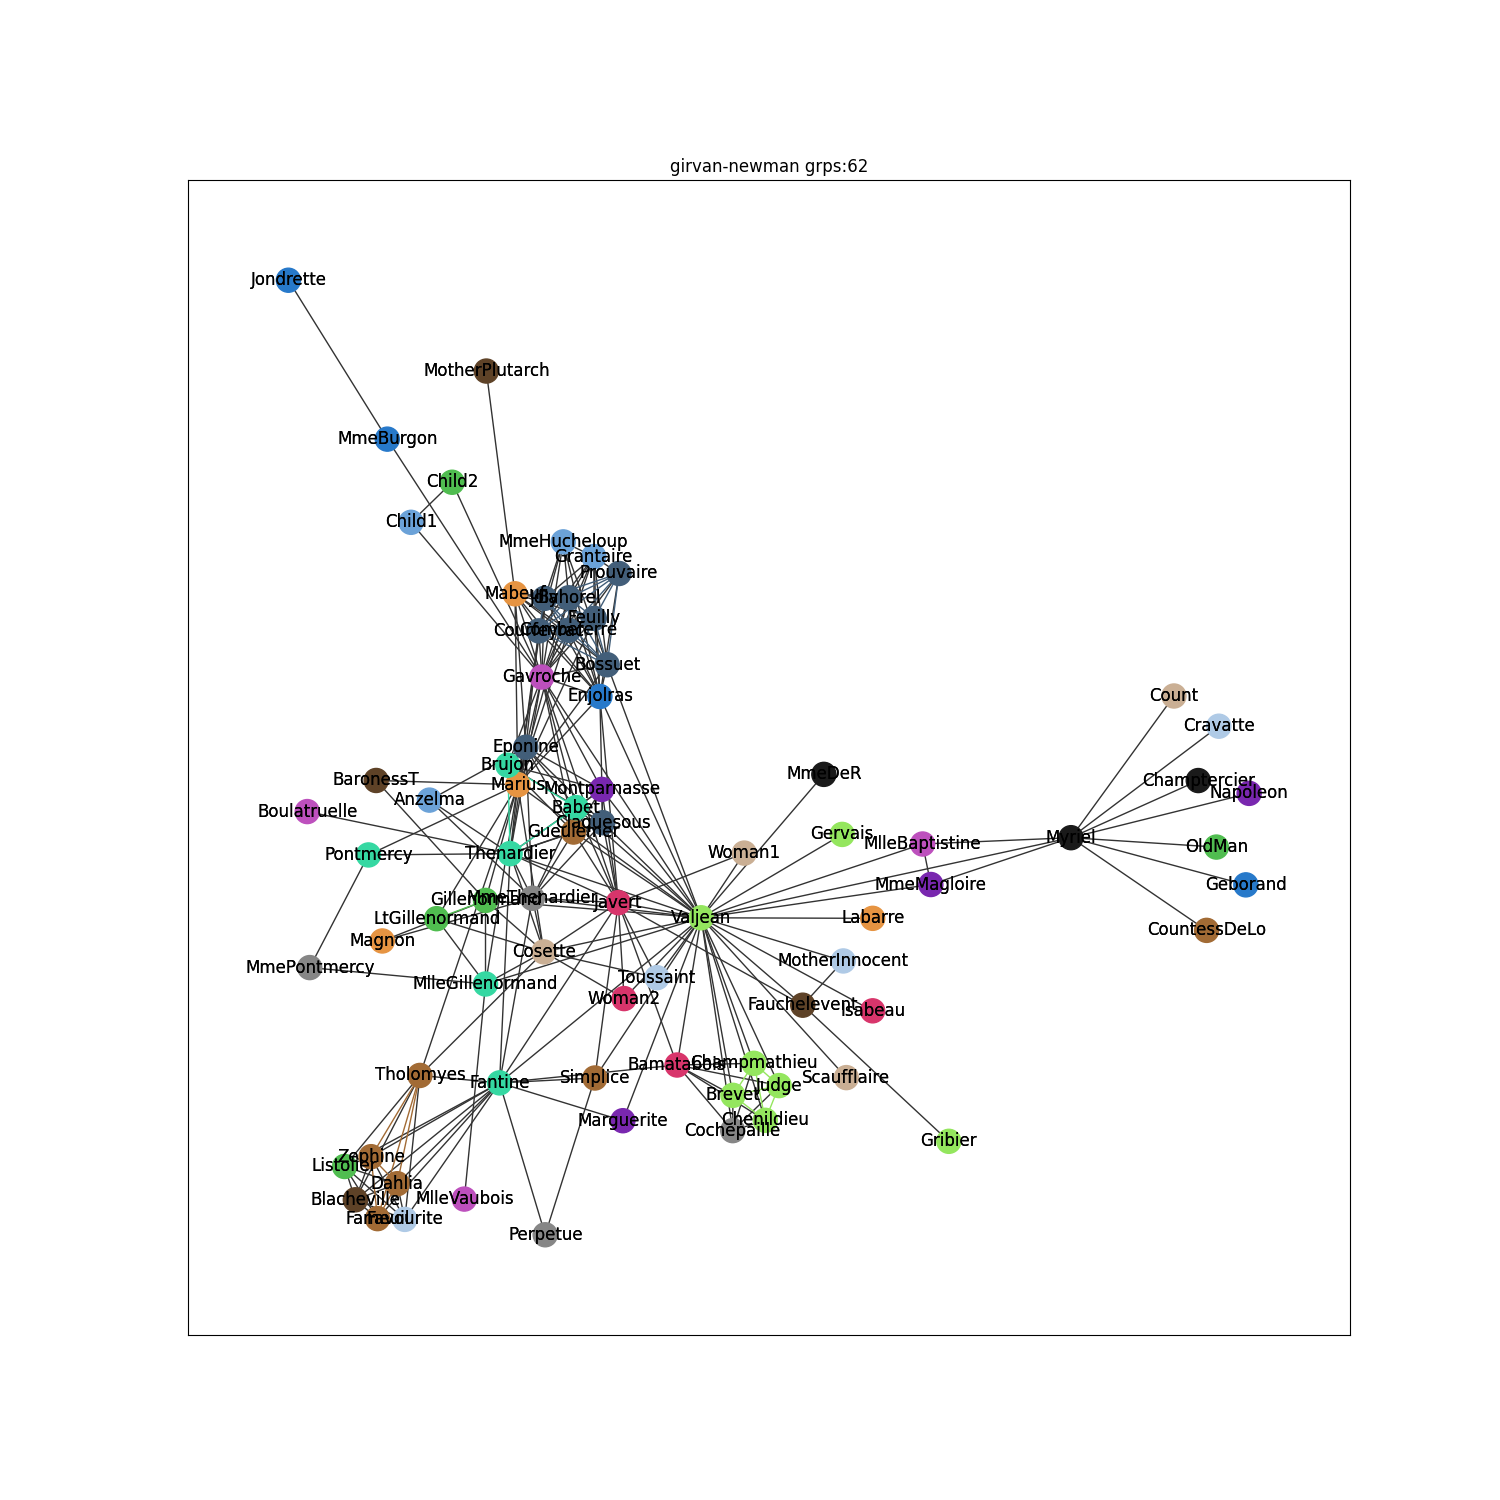 girvan-newman grps:62
Jondrette
MotherPlutarch
MmeBurgon
Child2
Child1
MmeHucheloup
Grantaire
Prouvaire
Mabeuf
Joly
Bahorel
Feuilly
Courfeyrac
Combeferre
Bossuet
Gavroche
Enjolras
Count
Cravatte
Eponine
Brujon
BaronessT
Marius
Montparnasse
MmeDeR
Champtercier
Napoleon
Anzelma
Boulatruelle
Babet
Claquesous
Gueulemer
Gervais
MlleBaptistine
Myriel
OldMan
Pontmercy
Thenardier
Woman1
MmeMagloire
Geborand
Gillenormand
MmeThenardier
Javert
LtGillenormand
Valjean
Labarre
CountessDeLo
Magnon
Cosette
MotherInnocent
MmePontmercy
MlleGillenormand
Toussaint
Woman2
Fauchelevent
Isabeau
Tholomyes
Fantine
Simplice
Bamatabois
Champmathieu
Judge
Scaufflaire
Brevet
Marguerite
Chenildieu
Cochepaille
Gribier
Zephine
Listolier
Dahlia
Blacheville
MlleVaubois
Fameuil
Favourite
Perpetue